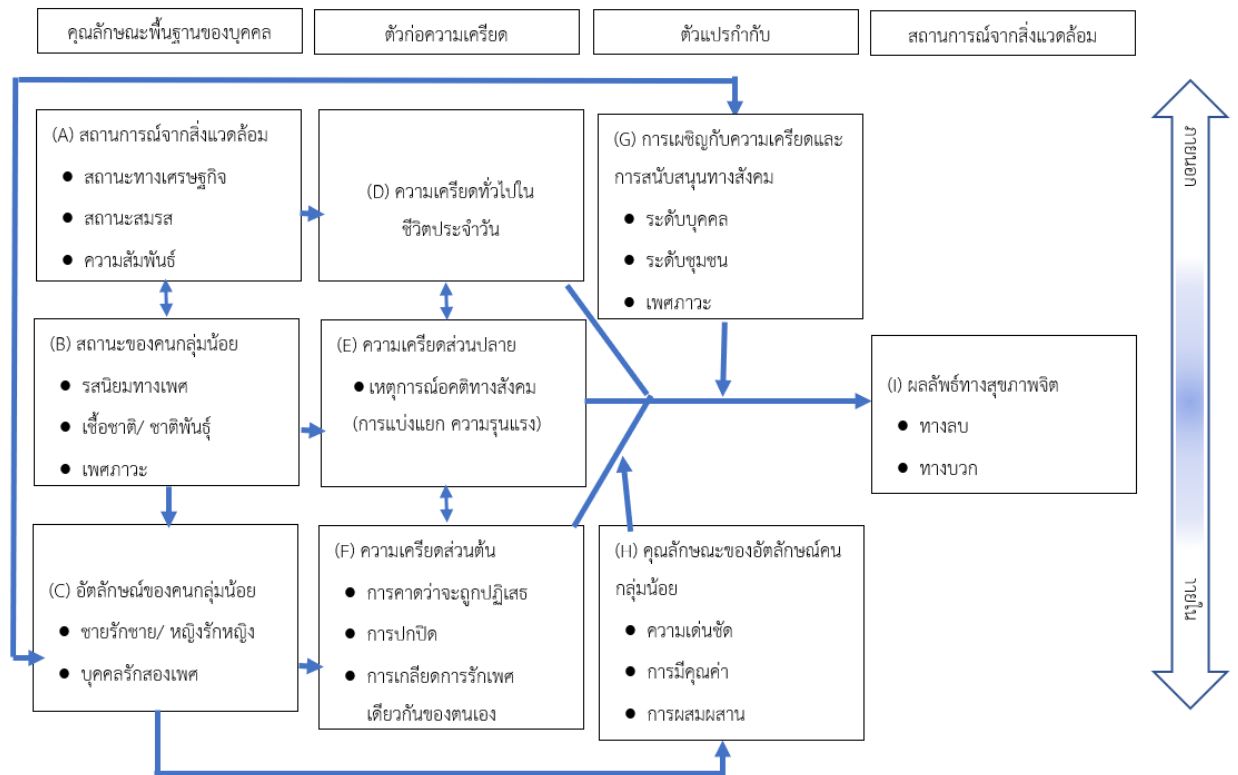 คุณลักษณะพื้นฐานของบุคคล
ตัวก่อความเครียด
ตัวแปรกำกับ
สถานการณ์จากสิ่งแวดล้อม
(A) สถานการณ์จากสิ่งแวดล้อม
● สถานะทางเศรษฐกิจ
● สถานะสมรส
● ความสัมพันธ์
(D) ความเครียดทั่วไปใน
ชีวิตประจำวัน
(G) การเผชิญกับความเครียดและ
การสนับสนุนทางสังคม
● ระดับบุคคล
● ระดับชุมชน
● เพศภาวะ
(B) สถานะของคนกลุ่มน้อย
● รสนิยมทางเพศ
● เชื้อชาติ/ ชาติพันธุ์
● เพศภาวะ
(E) ความเครียดส่วนปลาย
●เหตุการณ์อคติทางสังคม
(การแบ่งแยก ความรุนแรง)
(I) ผลลัพธ์ทางสุขภาพจิต
● ทางลบ
● ทางบวก
(C) อัตลักษณ์ของคนกลุ่มน้อย
● ชายรักชาย/ หญิงรักหญิง
● บุคคลรักสองเพศ
(F) ความเครียดส่วนต้น
● การคาดว่าจะถูกปฏิเสธ
● การปกปิด
● การเกลียดการรักเพศ
เดียวกันของตนเอง
(H) คุณลักษณะของอัตลักษณ์คน
กลุ่มน้อย
● ความเด่นชัด
● การมีคุณค่า
● การผสมผสาน
ภายนอก
ภายใน